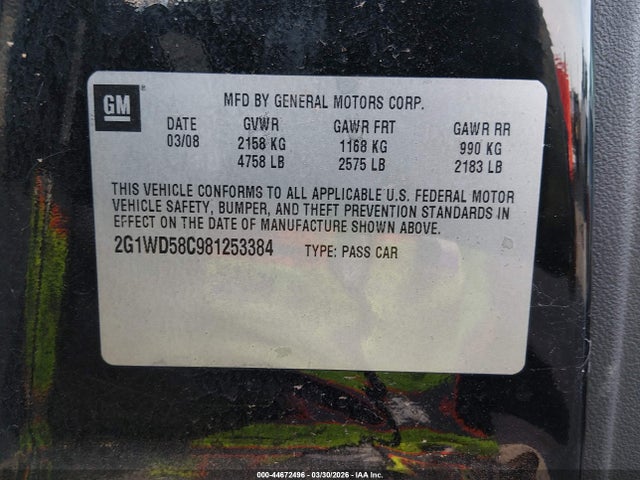 GM
MFD BY GENERAL MOTORS CORP.
DATE GVWR GAWR FRT GAWR RR
03/08 2158 KG 1168 KG 990 KG
4758 LB 2575 LB 2183 LB
THIS VEHICLE CONFORMS TO ALL APPLICABLE U.S. FEDERAL MOTOR
VEHICLE SAFETY, BUMPER, AND THEFT PREVENTION STANDARDS IN
EFFECT ON THE DATE OF MANUFACTURE SHOWN ABOVE.
2G1WD58C981253384 TYPE: PASS CAR
000-44672496 - 03/30/2026 - IAA Inc.